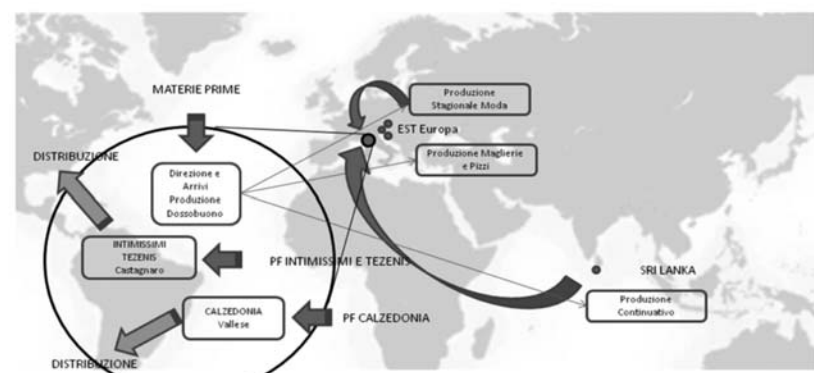 MATERIE PRIME
DISTRIBUZIONE
Direzione e
Arrivi
Produzione
Dossobuono
INTIMISSIMI
TEZENIS
Castagnaro
PF INTIMISSIMI E TEZENIS
CALZEDONIA
Vallese
PF CALZEDONIA
DISTRIBUZIONE
Produzione
Stagionale Moda
EST Europa
Produzione Maglierie
e Pizzi
SRI LANKA
Produzione
Continuativo